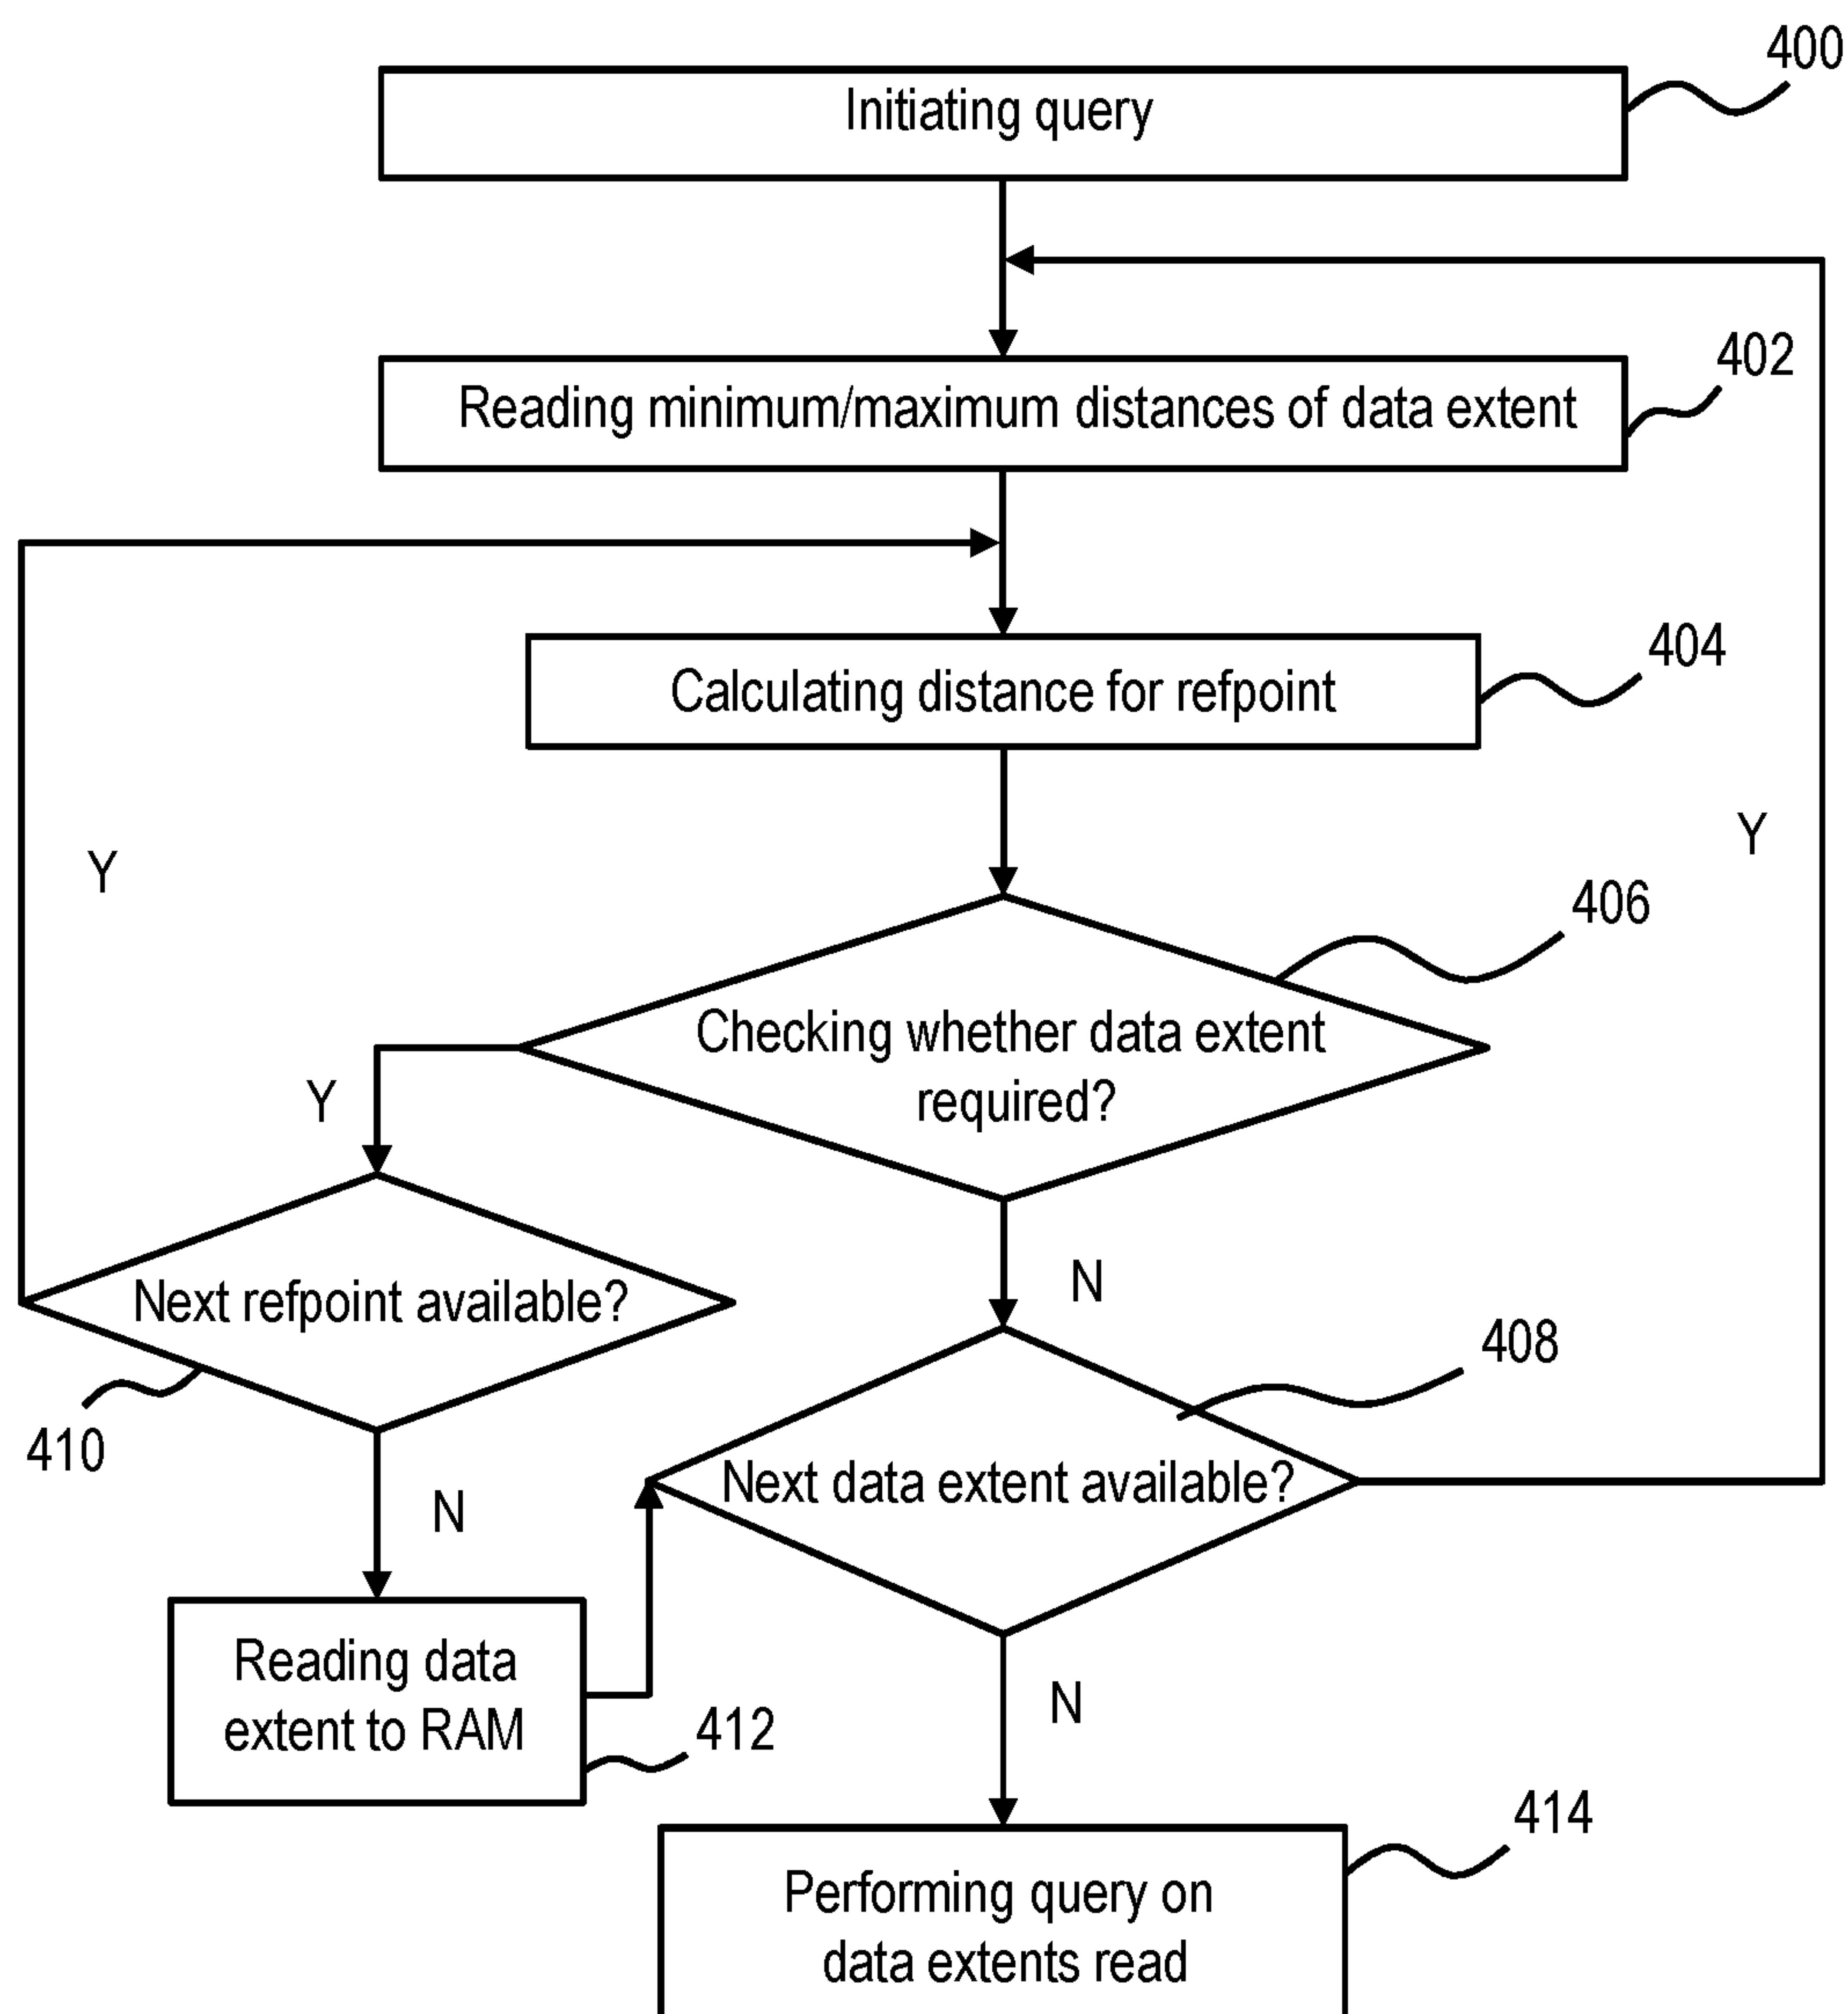 400
Initiating query
402
Reading minimum/maximum distances of data extent
404
Calculating distance for refpoint
Y
Y
406
Checking whether data extent
required?
Y
N
Next refpoint available?
408
410
Next data extent available?
N
Reading data
extent to RAM
412
N
414
Performing query on
data extents read